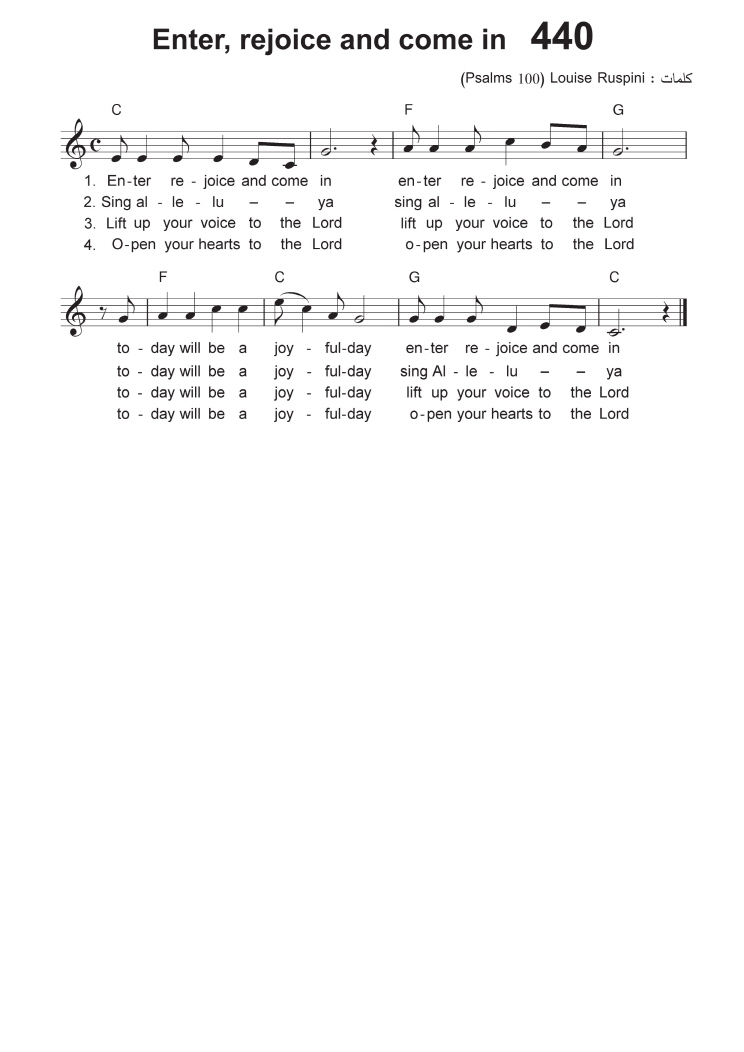 Enter, rejoice and come in 440
(Psalms 100) Louise Ruspini : كلمات
C F G
1. En-ter re - joice and come in en-ter re - joice and come in
2. Sing al - le - lu – – ya sing al - le - lu – – ya
3. Lift up your voice to the Lord lift up your voice to the Lord
4. O-pen your hearts to the Lord o-pen your hearts to the Lord
F C G C
to - day will be a joy - ful-day en-ter re - joice and come in
to - day will be a joy - ful-day sing Al - le - lu – – ya
to - day will be a joy - ful-day lift up your voice to the Lord
to - day will be a joy - ful-day o-pen your hearts to the Lord